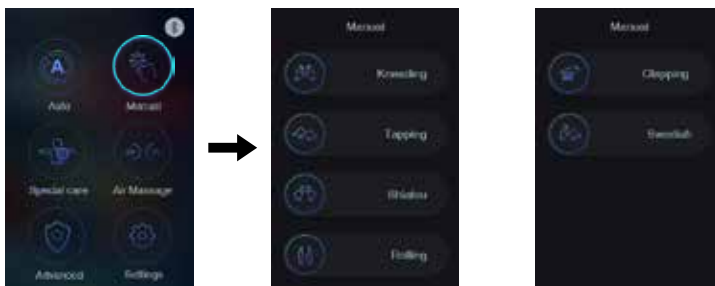 Auto Manual
Special care Air Massage
Advanced Settings
Manual
Kneading
Tapping
Shiatsu
Rolling
Manual
Clapping
Swedish